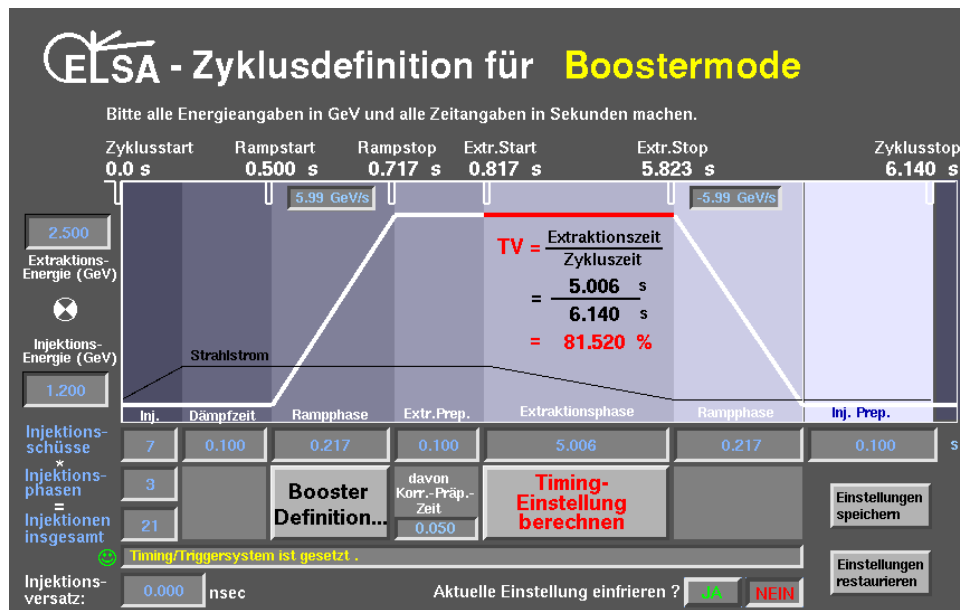 ELSA - Zyklusdefinition für Boostermode
Bitte alle Energieangaben in GeV und alle Zeitangaben in Sekunden machen.
Zyklusstart Rampstart Rampstop Extr.Start Extr.Stop Zyklusstop
0.0 s 0.500 s 0.717 s 0.817 s 5.823 s 6.140 s
5.99 GeV/s -5.99 GeV/s
2.500
Extraktions-
Energie (GeV)
TV = Extraktionszeit
Zykluszeit
= 5.006 s
6.140 s
= 81.520 %
Injektions-
Energie (GeV)
Strahlstrom
1.200
Inj. Dämpfzeit Rampphase Extr.Prep. Extraktionsphase Rampphase Inj. Prep.
Injektions-
schüsse
7 0.100 0.217 0.100 5.006 0.217 0.100 s
*
Injektions-
phasen
3
=
Injektionen
insgesamt
21
Booster
Definition...
davon
Korr.-Präp.-
Zeit
0.050
Timing-
Einstellung
berechnen
Einstellungen
speichern
Timing/Triggersystem ist gesetzt .
Einstellungen
restaurieren
Injektions-
versatz:
0.000 nsec
Aktuelle Einstellung einfrieren ? JA NEIN